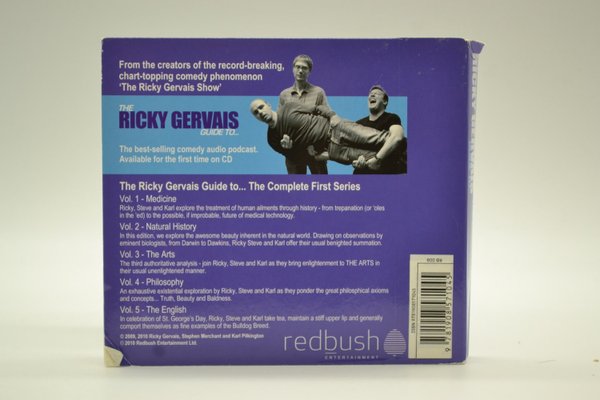 From the creators of the record-breaking,
chart-topping comedy phenomenon
'The Ricky Gervais Show'
THE
RICKY GERVAIS
GUIDE TO...
The best-selling comedy audio podcast.
Available for the first time on CD
The Ricky Gervais Guide to... The Complete First Series
Vol. 1 - Medicine
Ricky, Steve and Karl explore the treatment of human ailments through history - from trepanation (or 'oles
in the 'ed) to the possible, if improbable, future of medical technology.
Vol. 2 - Natural History
In this edition, we explore the awesome beauty inherent in the natural world. Drawing on observations by
eminent biologists, from Darwin to Dawkins, Ricky Steve and Karl offer their usual benighted summation.
Vol. 3 - The Arts
The third authoritative analysis - join Ricky, Steve and Karl as they bring enlightenment to THE ARTS in
their usual unenlightened manner.
Vol. 4 - Philosophy
An exhaustive existential exploration by Ricky, Steve and Karl as they ponder the great philosphical axioms
and concepts... Truth, Beauty and Baldness.
Vol. 5 - The English
In celebration of St. George's Day, Ricky, Steve and Karl take tea, maintain a stiff upper lip and generally
comport themselves as fine examples of the Bulldog Breed.
© 2009, 2010 Ricky Gervais, Stephen Merchant and Karl Pilkington
© 2010 Redbush Entertainment Ltd.
redbush
ENTERTAINMENT
9 781908 571045
RICKY GERVAIS